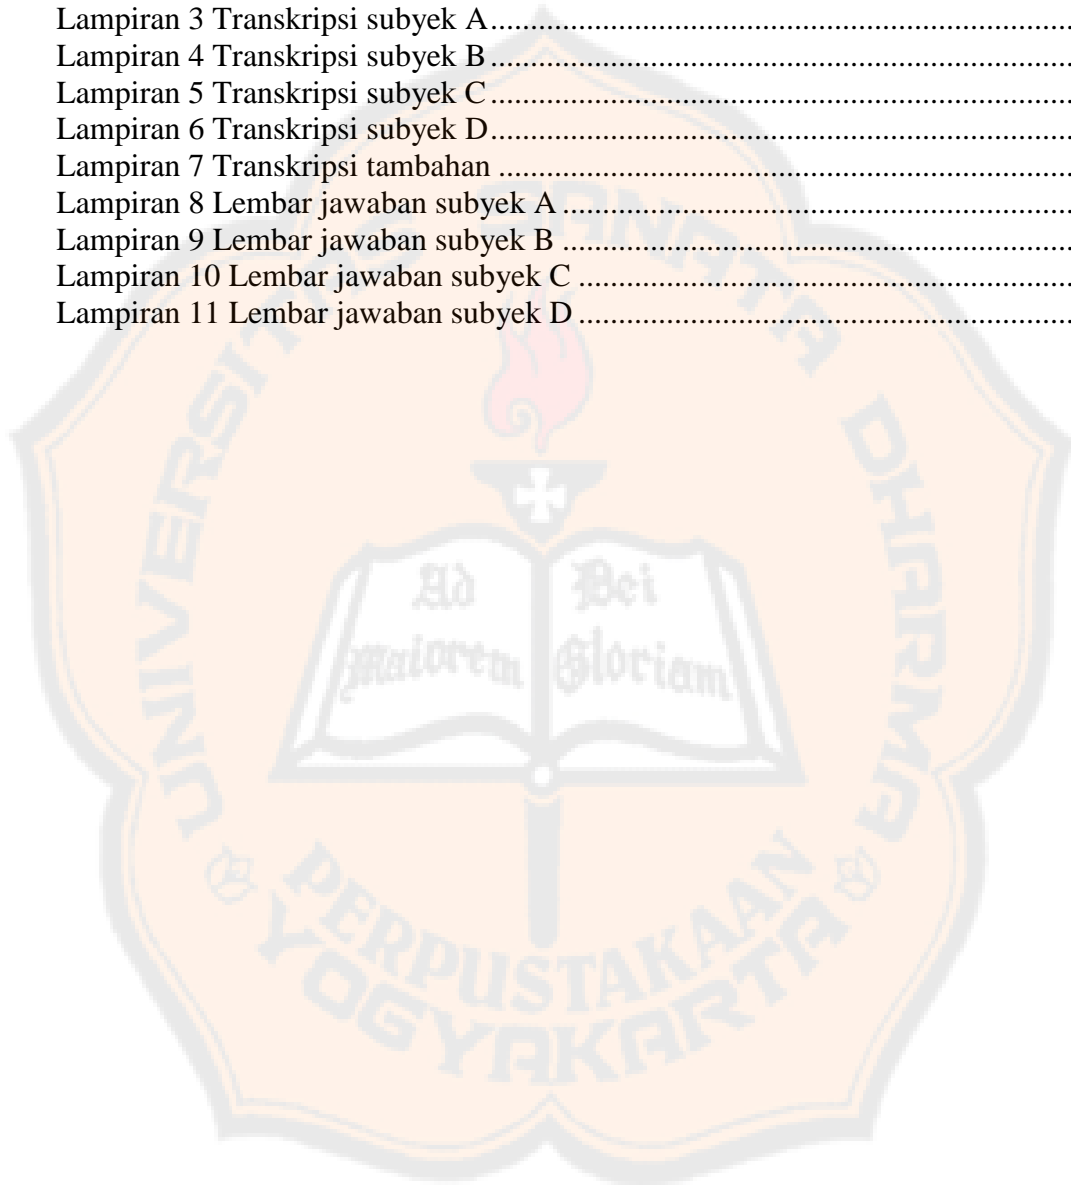 Lampiran 3 Transkripsi subyek A....................................................................................
Lampiran 4 Transkripsi subyek B....................................................................................
Lampiran 5 Transkripsi subyek C....................................................................................
Lampiran 6 Transkripsi subyek D....................................................................................
Lampiran 7 Transkripsi tambahan ..................................................................................
Lampiran 8 Lembar jawaban subyek A ..........................................................................
Lampiran 9 Lembar jawaban subyek B ..........................................................................
Lampiran 10 Lembar jawaban subyek C ........................................................................
Lampiran 11 Lembar jawaban subyek D ........................................................................
UNIVERSITAS SANATA DHARMA
Ad Dei
Maiorem Gloriam
PERPUSTAKAAN
YOGYAKARTA